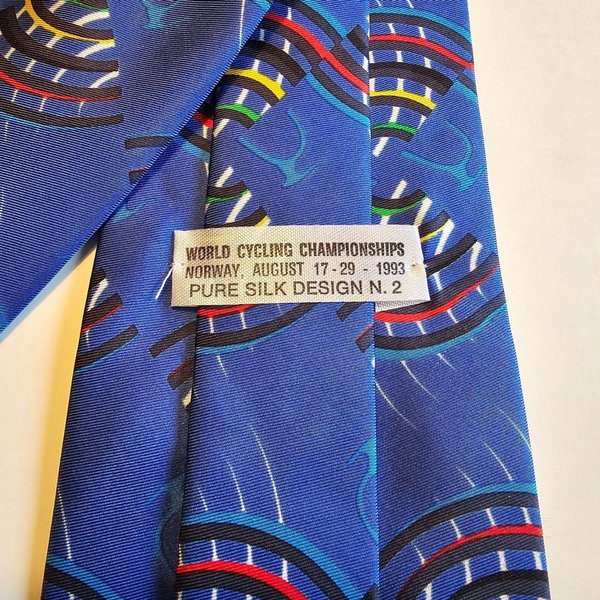 WORLD CYCLING CHAMPIONSHIPS
NORWAY, AUGUST 17-29 - 1993
PURE SILK DESIGN N. 2